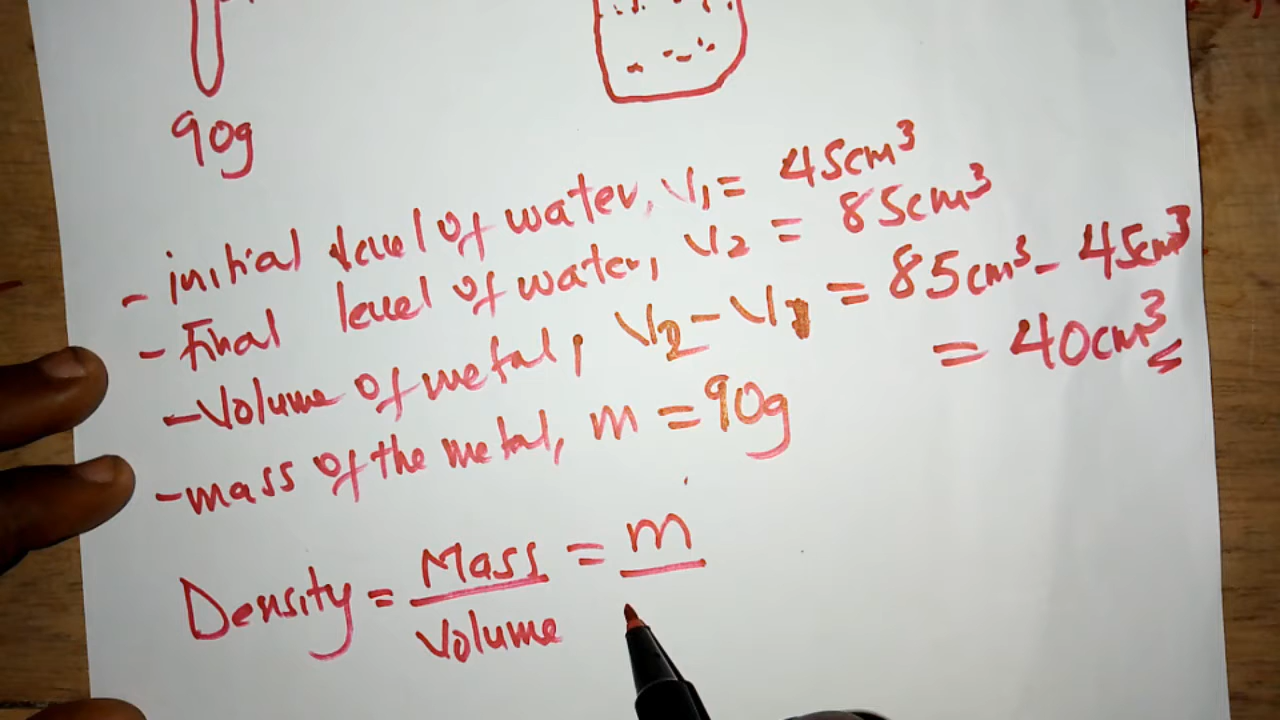 90g
- initial level of water, V₁ = 45cm³
- Final level of water, V₂ = 85cm³
- Volume of metal, V₂ - V₁ = 85cm³ - 45cm³
= 40cm³
- mass of the metal, m = 90g
Density = Mass / Volume = m